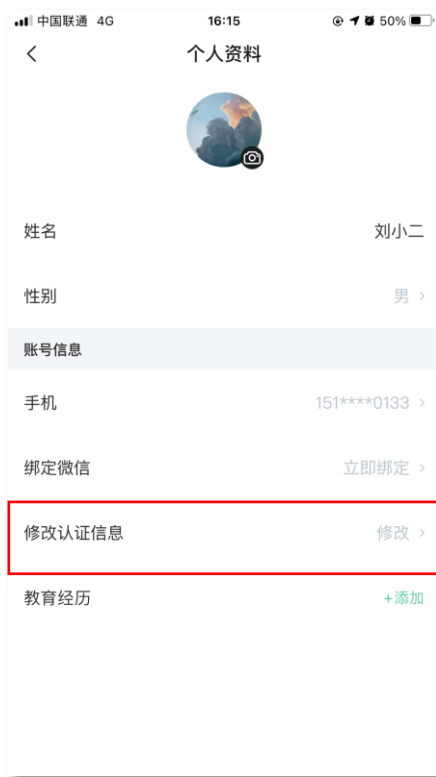 中国联通 4G 16:15 50%
个人资料
姓名 刘小二
性别 男
账号信息
手机 151****0133
绑定微信 立即绑定
修改认证信息 修改
教育经历 +添加